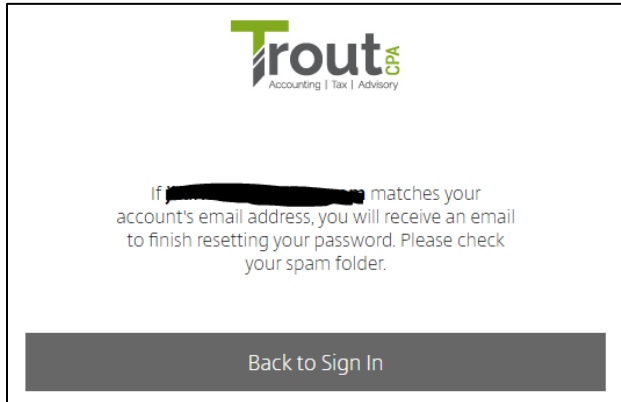 Trout CPA
Accounting | Tax | Advisory
If matches your
account's email address, you will receive an email
to finish resetting your password. Please check
your spam folder.
Back to Sign In